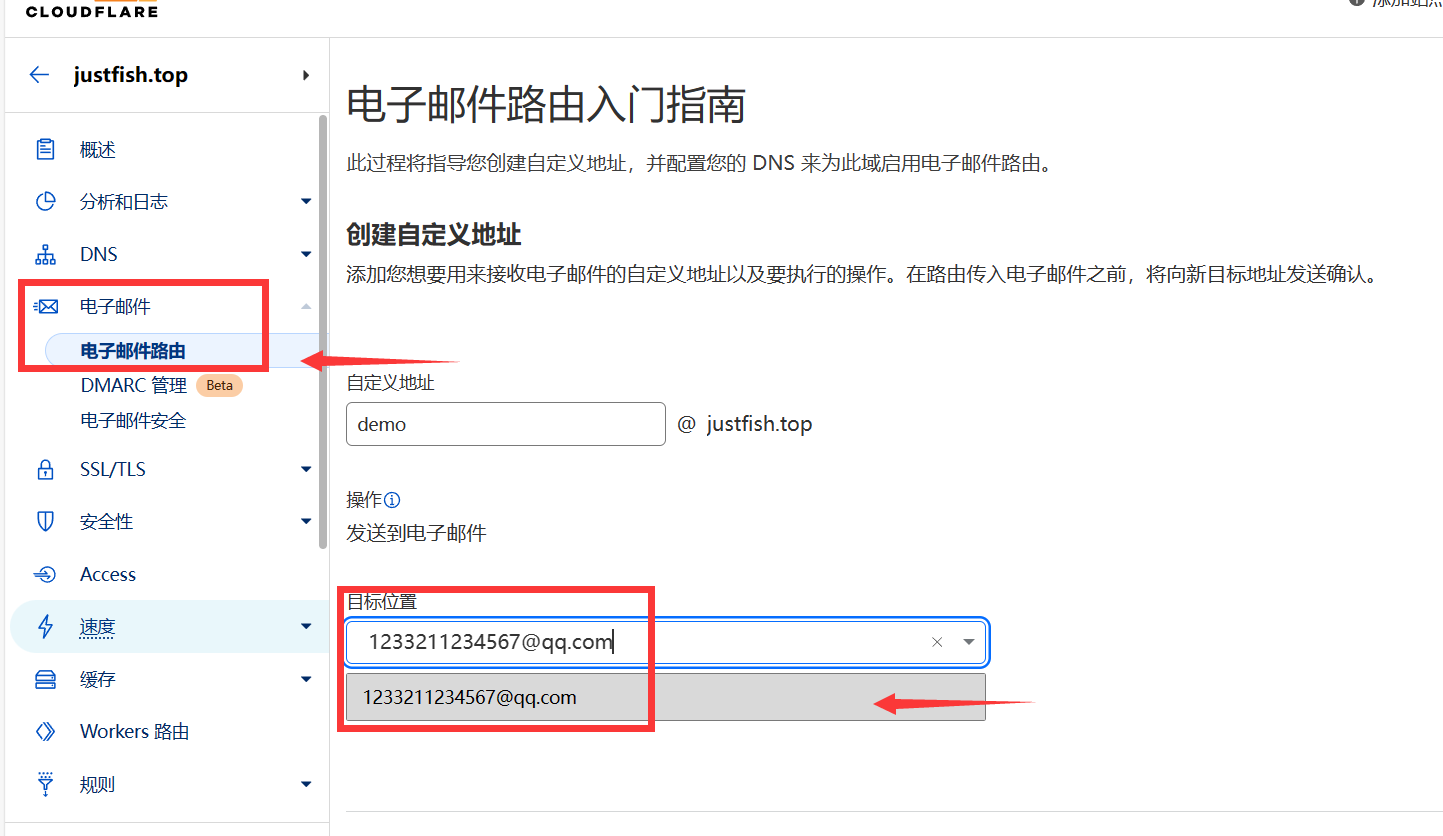 CLOUDFLARE
justfish.top
概述
分析和日志
DNS
电子邮件
电子邮件路由
DMARC 管理 Beta
电子邮件安全
SSL/TLS
安全性
Access
速度
缓存
Workers 路由
规则
添加站点
电子邮件路由入门指南
此过程将指导您创建自定义地址，并配置您的 DNS 来为此域启用电子邮件路由。
创建自定义地址
添加您想要用来接收电子邮件的自定义地址以及要执行的操作。在路由传入电子邮件之前，将向新目标地址发送确认。
自定义地址
demo @ justfish.top
操作
发送到电子邮件
目标位置
1233211234567@qq.com
1233211234567@qq.com